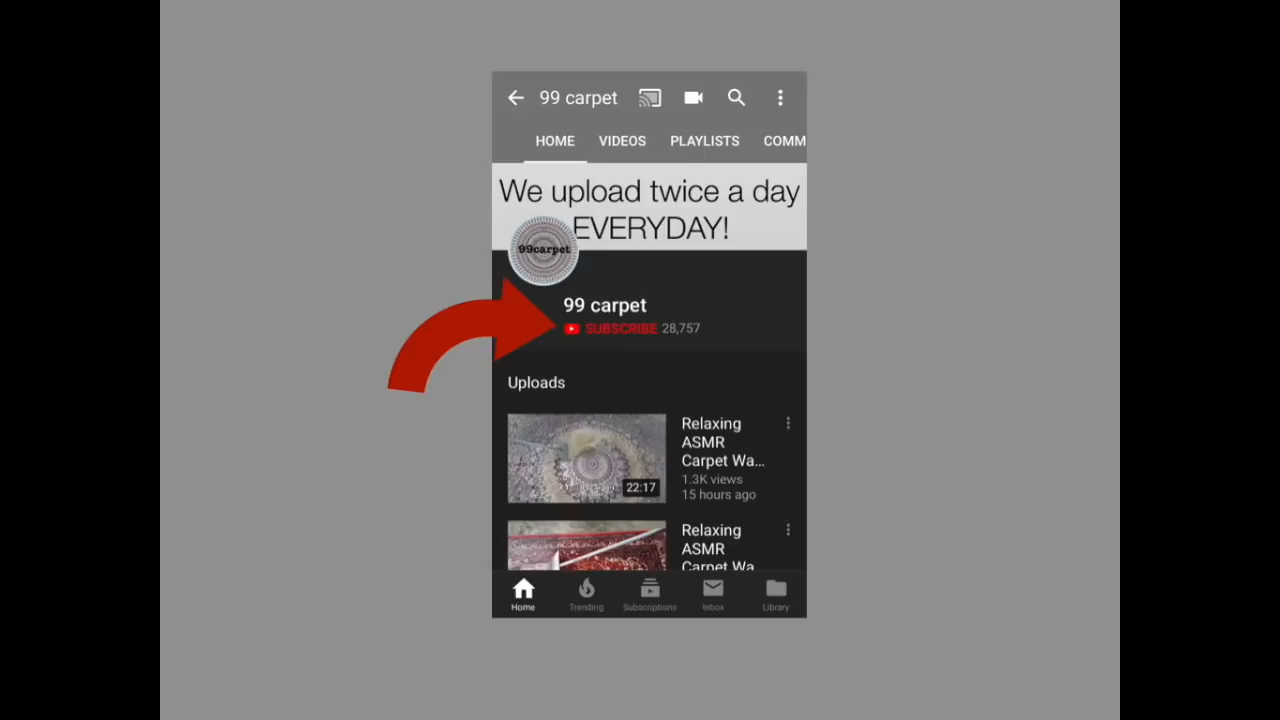 99 carpet
HOME VIDEOS PLAYLISTS COMM
We upload twice a day
EVERYDAY!
99carpet
99 carpet
SUBSCRIBE 28,757
Uploads
Relaxing
ASMR
Carpet Wa...
1.3K views
15 hours ago
22:17
Relaxing
ASMR
Carpet Wa
Home Trending Subscriptions Inbox Library